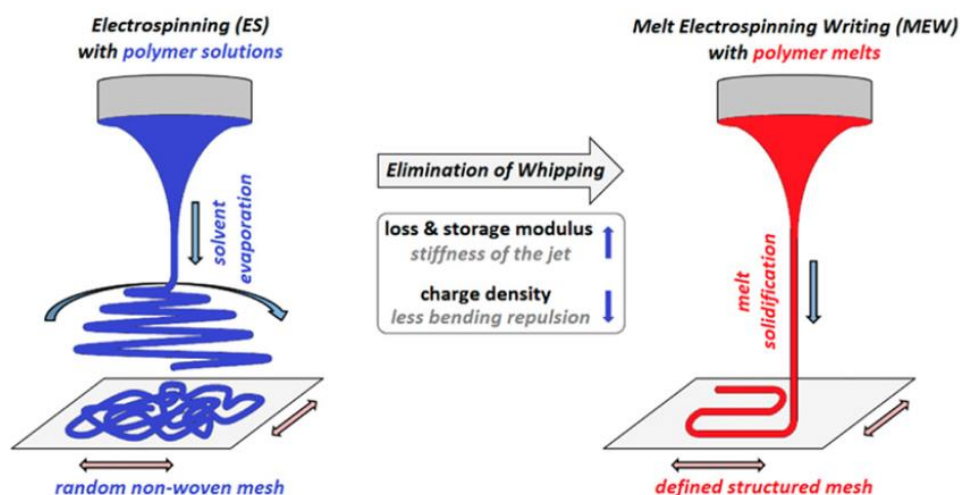 Electrospinning (ES)
with polymer solutions
solvent
evaporation
random non-woven mesh
Elimination of Whipping
loss & storage modulus
stiffness of the jet
charge density
less bending repulsion
Melt Electrospinning Writing (MEW)
with polymer melts
melt
solidification
defined structured mesh